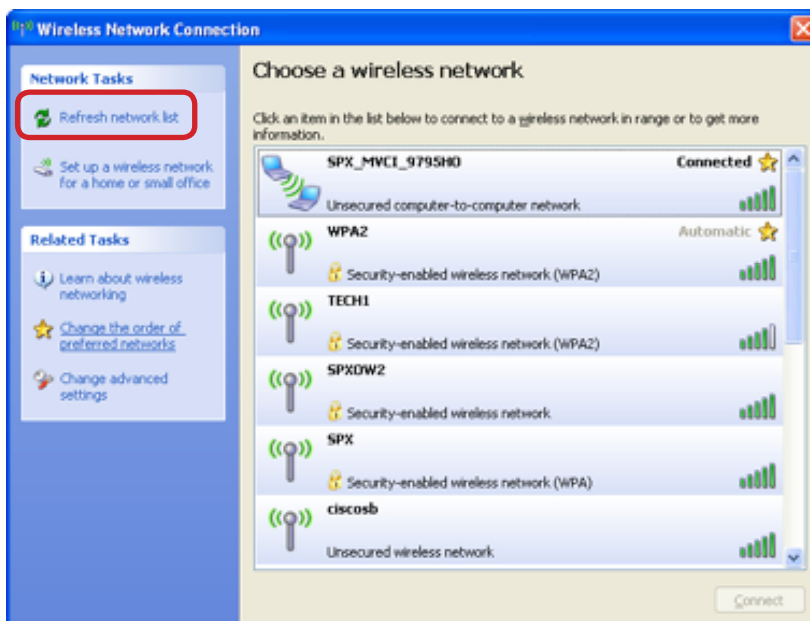 Wireless Network Connection
Network Tasks
Refresh network list
Set up a wireless network
for a home or small office
Related Tasks
Learn about wireless
networking
Change the order of
preferred networks
Change advanced
settings
Choose a wireless network
Click an item in the list below to connect to a wireless network in range or to get more
information.
SPX_MVCI_9795H0 Connected
Unsecured computer-to-computer network
WPA2 Automatic
Security-enabled wireless network (WPA2)
TECH1
Security-enabled wireless network (WPA2)
SPXOW2
Security-enabled wireless network
SPX
Security-enabled wireless network (WPA)
ciscosb
Unsecured wireless network
Connect